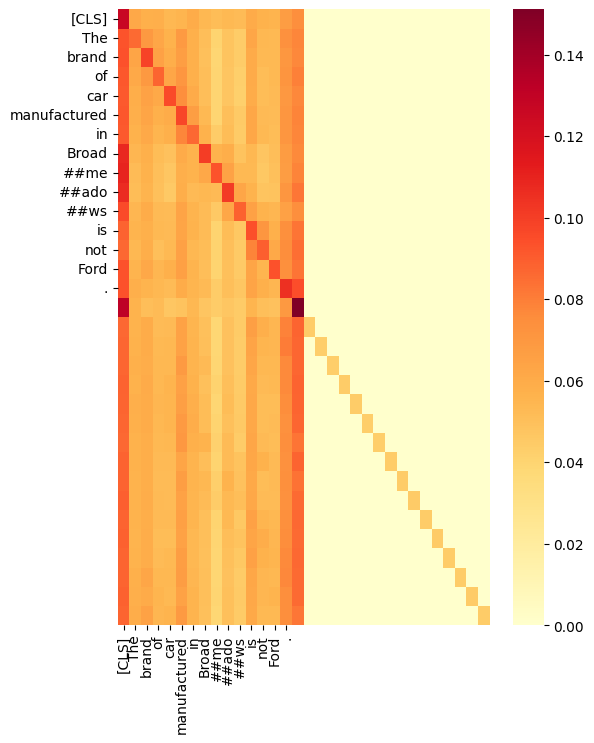 [CLS]
The
brand
of
car
manufactured
in
Broad
##me
##ado
##ws
is
not
Ford
.
0.14
0.12
0.10
0.08
0.06
0.04
0.02
0.00
[CLS]
The
brand
of
car
manufactured
in
Broad
##me
##ado
##ws
is
not
Ford
.